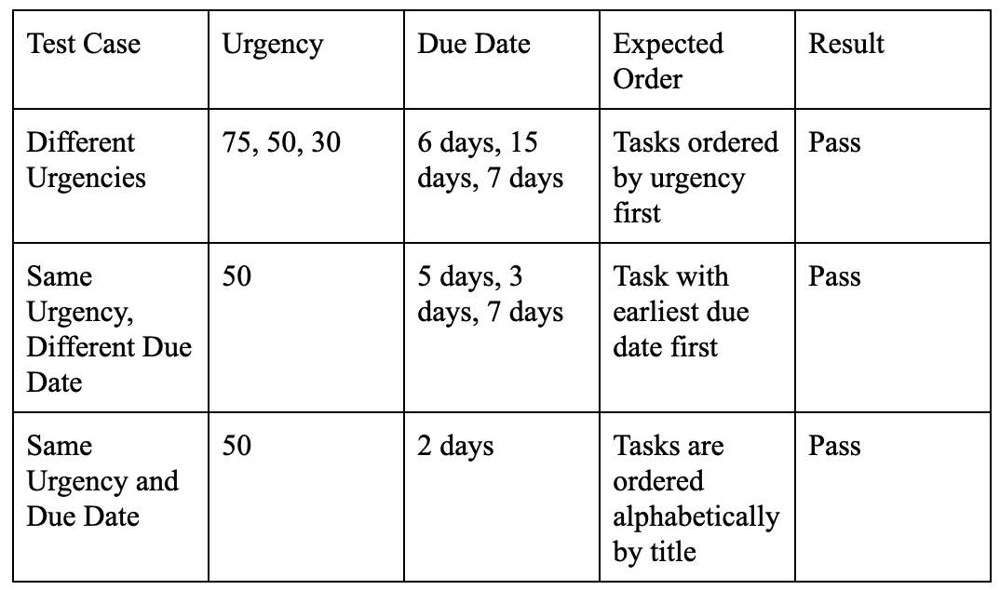 Test Case
Urgency
Due Date
Expected
Order
Result
Different
Urgencies
75, 50, 30
6 days, 15
days, 7 days
Tasks ordered
by urgency
first
Pass
Same
Urgency,
Different Due
Date
50
5 days, 3
days, 7 days
Task with
earliest due
date first
Pass
Same
Urgency and
Due Date
50
2 days
Tasks are
ordered
alphabetically
by title
Pass